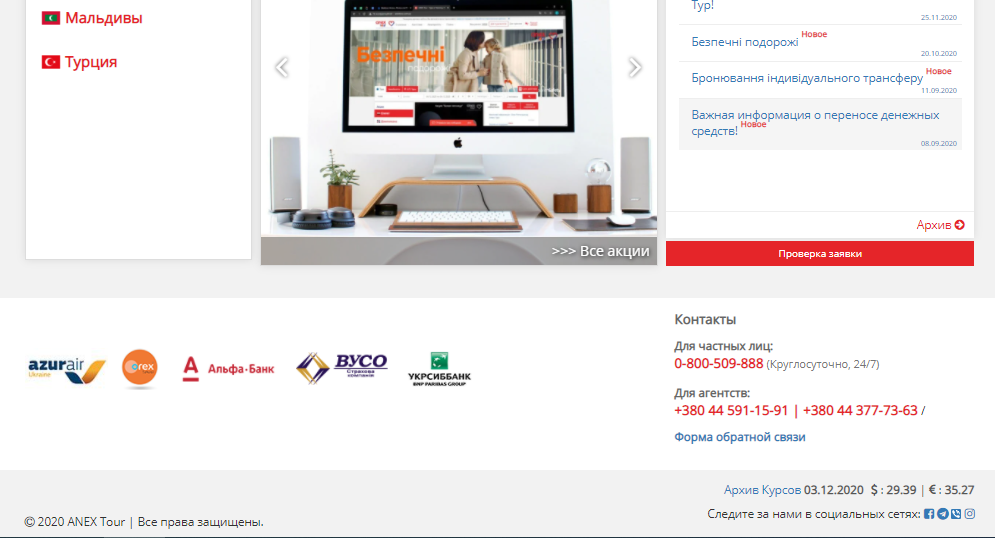 Мальдивы
Турция
Безпечні
подорожі
>>> Все акции
Тур!
25.11.2020
Безпечні подорожі Новое
20.10.2020
Бронювання індивідуального трансферу Новое
11.09.2020
Важная информация о переносе денежных
средств! Новое
08.09.2020
Архив
Проверка заявки
azurair
Ukraine
orex
Альфа·Банк
ВУСО
Страхова
компанія
УКРСИББАНК
BNP PARIBAS GROUP
Контакты
Для частных лиц:
0-800-509-888 (Круглосуточно, 24/7)
Для агентств:
+380 44 591-15-91 | +380 44 377-73-63 /
Форма обратной связи
Архив Курсов 03.12.2020 $ : 29.39 | € : 35.27
Следите за нами в социальных сетях:
© 2020 ANEX Tour | Все права защищены.